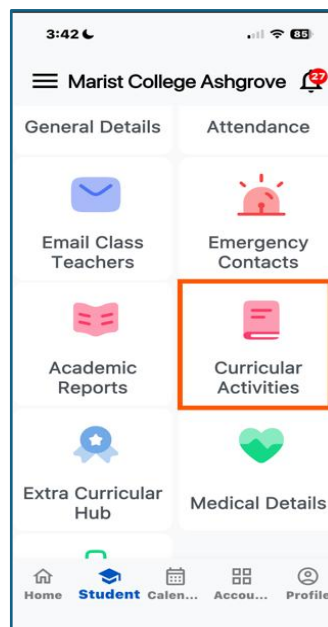 3:42 85
Marist College Ashgrove 27
General Details Attendance
Email Class
Teachers
Emergency
Contacts
Academic
Reports
Curricular
Activities
Extra Curricular
Hub
Medical Details
Home Student Calen... Accou... Profile